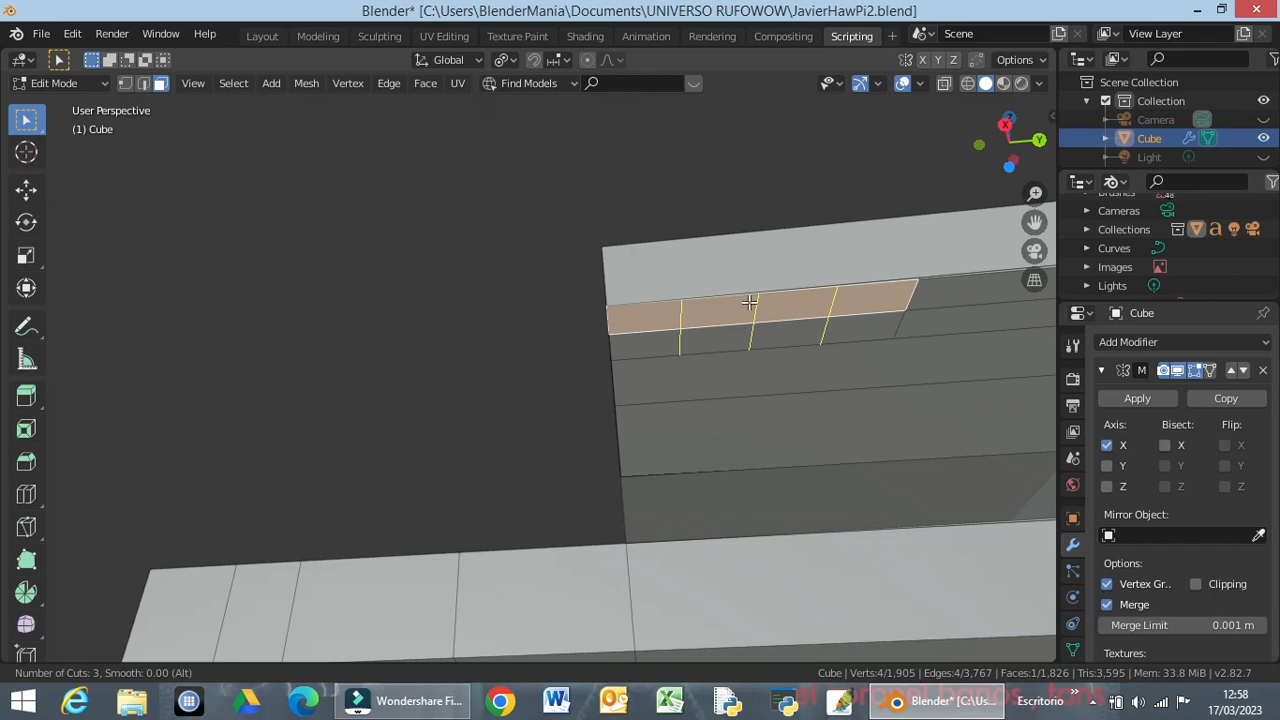 Blender* [C:\Users\BlenderMania\Documents\UNIVERSO RUFOWOW\JavierHawPi2.blend]
File Edit Render Window Help Layout Modeling Sculpting UV Editing Texture Paint Shading Animation Rendering Compositing Scripting + Scene View Layer
Global X Y Z Options
Edit Mode View Select Add Mesh Vertex Edge Face UV Find Models
User Perspective
(1) Cube
Scene Collection
Collection
Camera
Cube
Light
Cameras
Collections
Curves
Images
Lights
Cube
Add Modifier
M
Apply Copy
Axis: Bisect: Flip:
X X X
Y Y Y
Z Z Z
Mirror Object:
Options:
Vertex Gr.. Clipping
Merge
Merge Limit 0.001 m
Textures:
Number of Cuts: 3, Smooth: 0.00 (Alt) Cube | Verts:4/1,905 | Edges:4/3,767 | Faces:1/1,826 | Tris:3,595 | Mem: 33.8 MiB | v2.82.7
Wondershare Fi... Blender* [C:\Us... Escritorio
12:58
17/03/2023